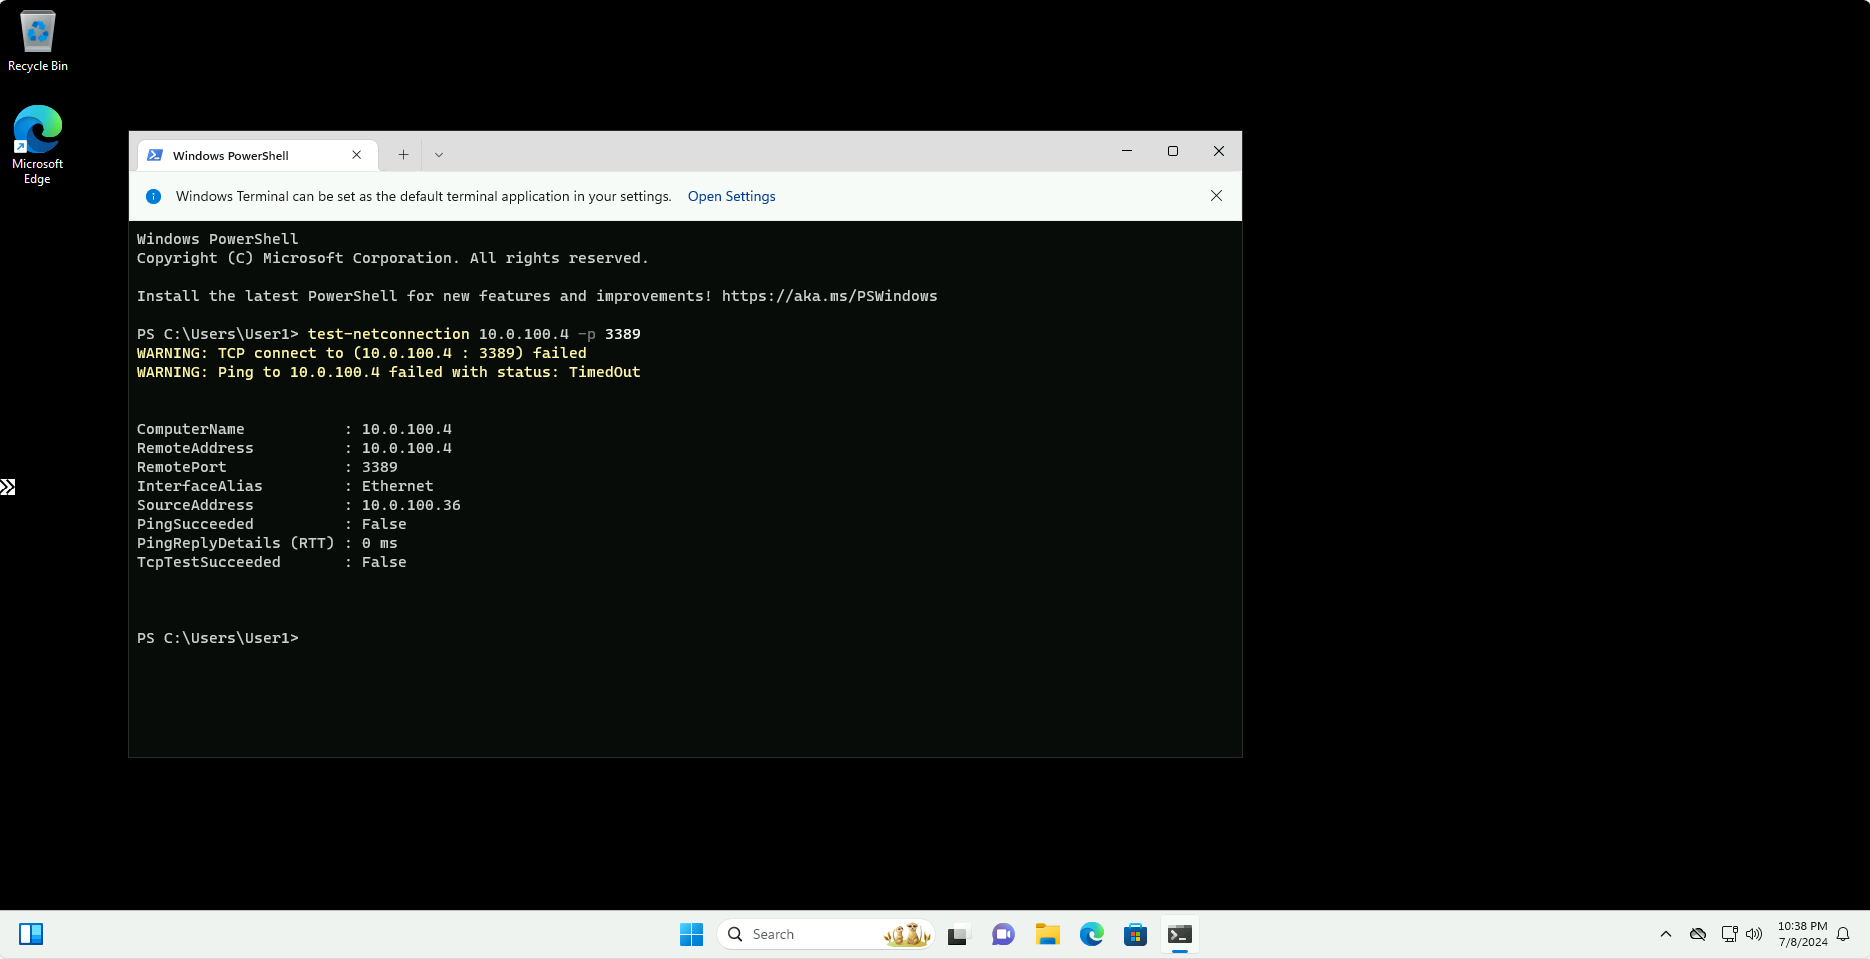 Recycle Bin
Microsoft
Edge
Windows PowerShell
Windows Terminal can be set as the default terminal application in your settings. Open Settings
Windows PowerShell
Copyright (C) Microsoft Corporation. All rights reserved.
Install the latest PowerShell for new features and improvements! https://aka.ms/PSWindows
PS C:\Users\User1> test-netconnection 10.0.100.4 -p 3389
WARNING: TCP connect to (10.0.100.4 : 3389) failed
WARNING: Ping to 10.0.100.4 failed with status: TimedOut
ComputerName : 10.0.100.4
RemoteAddress : 10.0.100.4
RemotePort : 3389
InterfaceAlias : Ethernet
SourceAddress : 10.0.100.36
PingSucceeded : False
PingReplyDetails (RTT) : 0 ms
TcpTestSucceeded : False
PS C:\Users\User1>
Search
10:38 PM
7/8/2024